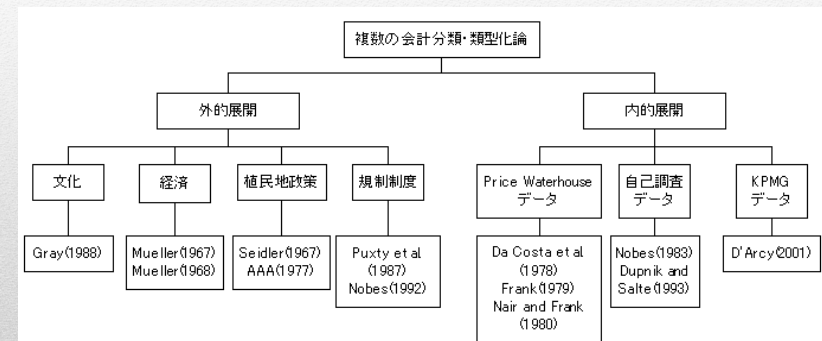 複数の会計分類・類型化論
外的展開
内的展開
文化
経済
植民地政策
規制制度
Price Waterhouse
データ
自己調査
データ
KPMG
データ
Gray(1988)
Mueller(1967)
Mueller(1968)
Seidler(1967)
AAA(1977)
Puxty et al
(1987)
Nobes(1992)
Da Costa et al
(1978)
Frank(1979)
Nair and Frank
(1980)
Nobes(1983)
Dupnik and
Salte(1993)
D'Arcy(2001)